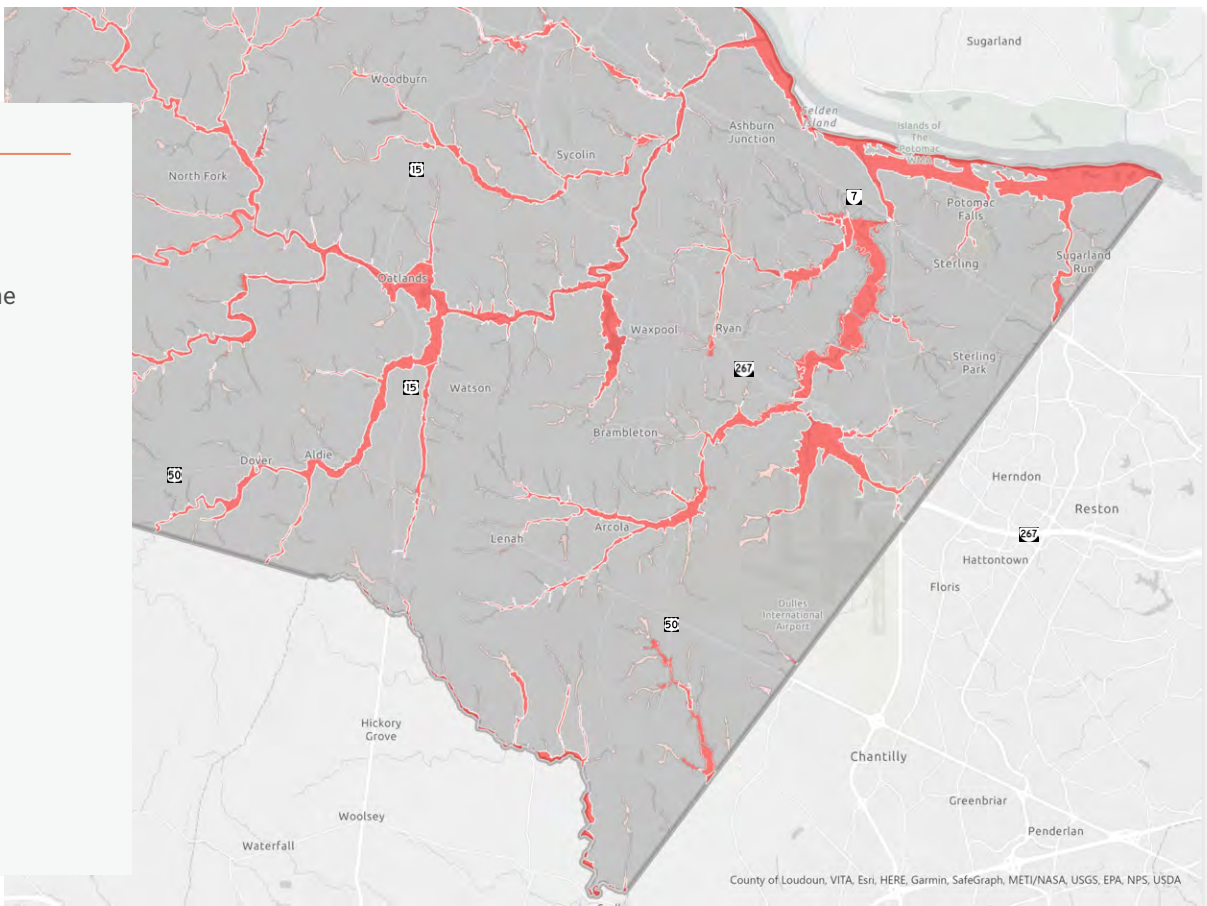 Sugarland
Woodburn
Selden
Island
Islands of
The
Potomac
Ashburn
Junction
Sycolin
15
North Fork
7
Potomac
Falls
Sugarland
Run
Sterling
Oatlands
ne
Waxpool
Ryan
Sterling
Park
267
15
Watson
Brambleton
Dover
Aldie
50
Herndon
Reston
Arcola
Lenah
267
Hattontown
Floris
Dulles
International
Airport
50
Hickory
Grove
Chantilly
Greenbriar
Woolsey
Penderlan
Waterfall
County of Loudoun, VITA, Esri, HERE, Garmin, SafeGraph, METI/NASA, USGS, EPA, NPS, USDA